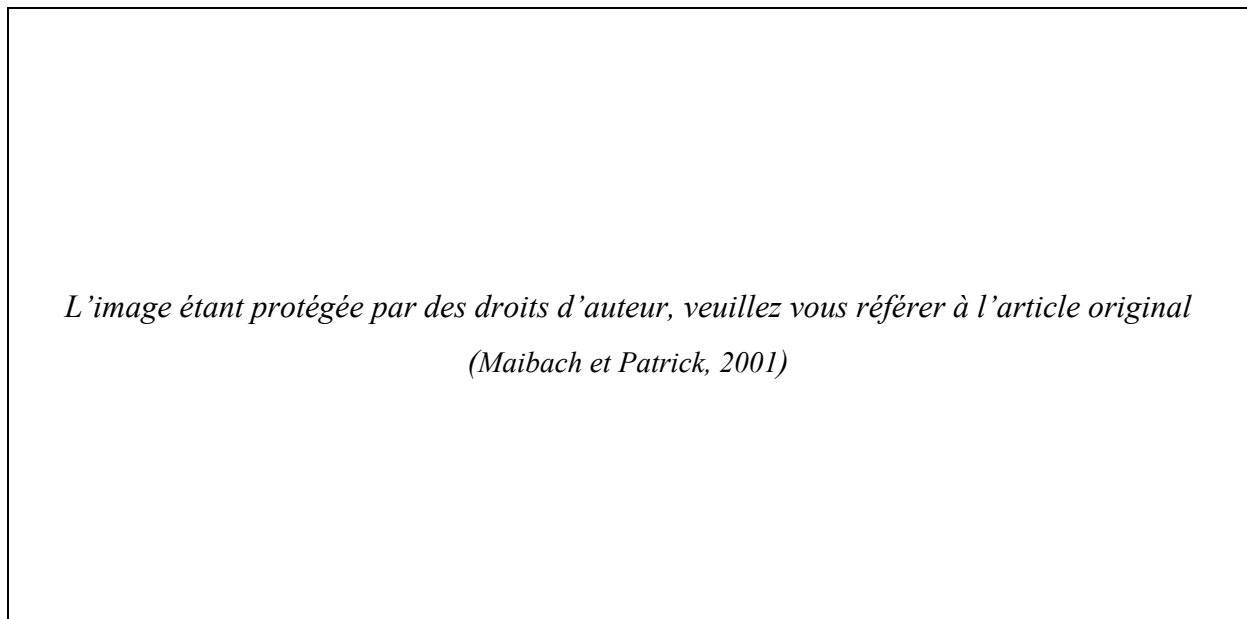 L’image étant protégée par des droits d’auteur, veuillez vous référer à l’article original
(Maibach et Patrick, 2001)